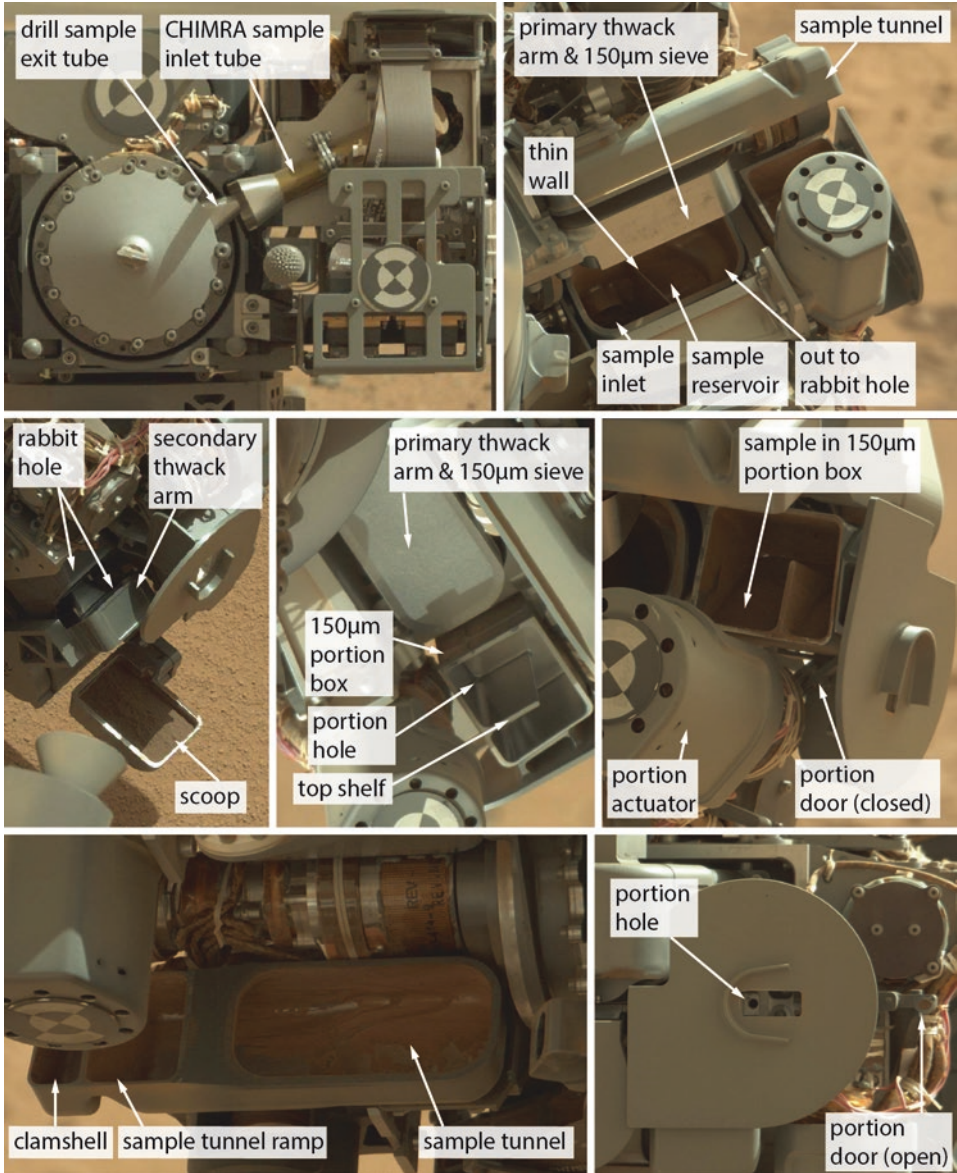 drill sample
exit tube
CHIMRA sample
inlet tube
primary thwack
arm & 150µm sieve
sample tunnel
thin
wall
sample
inlet
sample
reservoir
out to
rabbit hole
rabbit
hole
secondary
thwack
arm
scoop
primary thwack
arm & 150µm sieve
150µm
portion
box
portion
hole
top shelf
sample in 150µm
portion box
portion
actuator
portion
door (closed)
REV
clamshell
sample tunnel ramp
sample tunnel
portion
hole
portion
door (open)